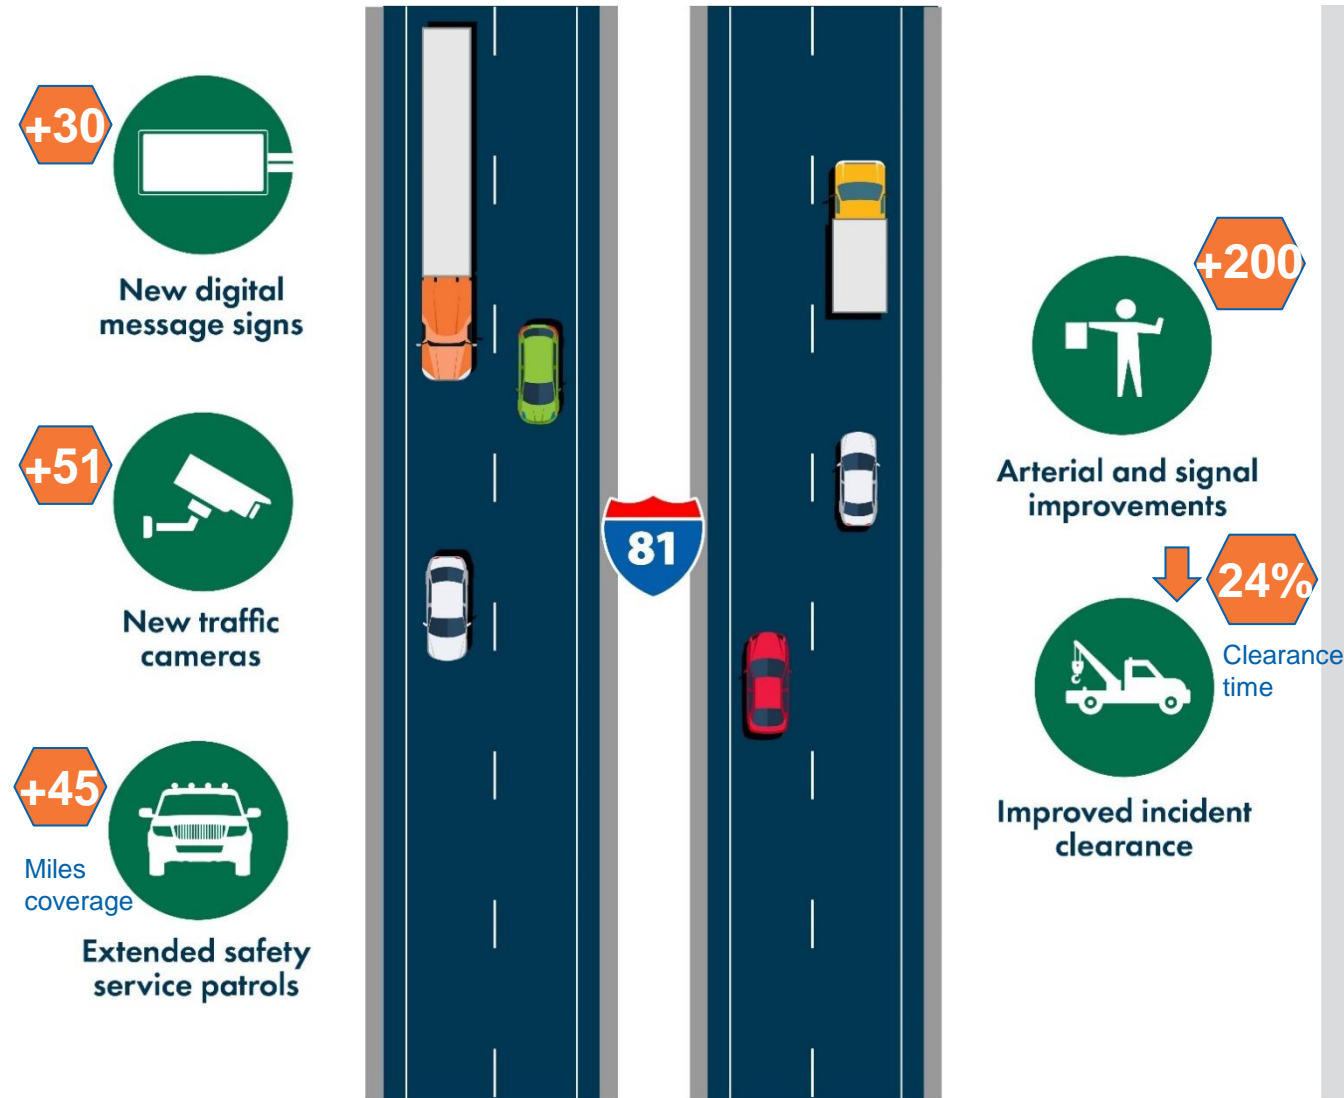 +30
New digital
message signs
+51
New traffic
cameras
+45
Miles
coverage
Extended safety
service patrols
81
+200
Arterial and signal
improvements
24%
Clearance
time
Improved incident
clearance